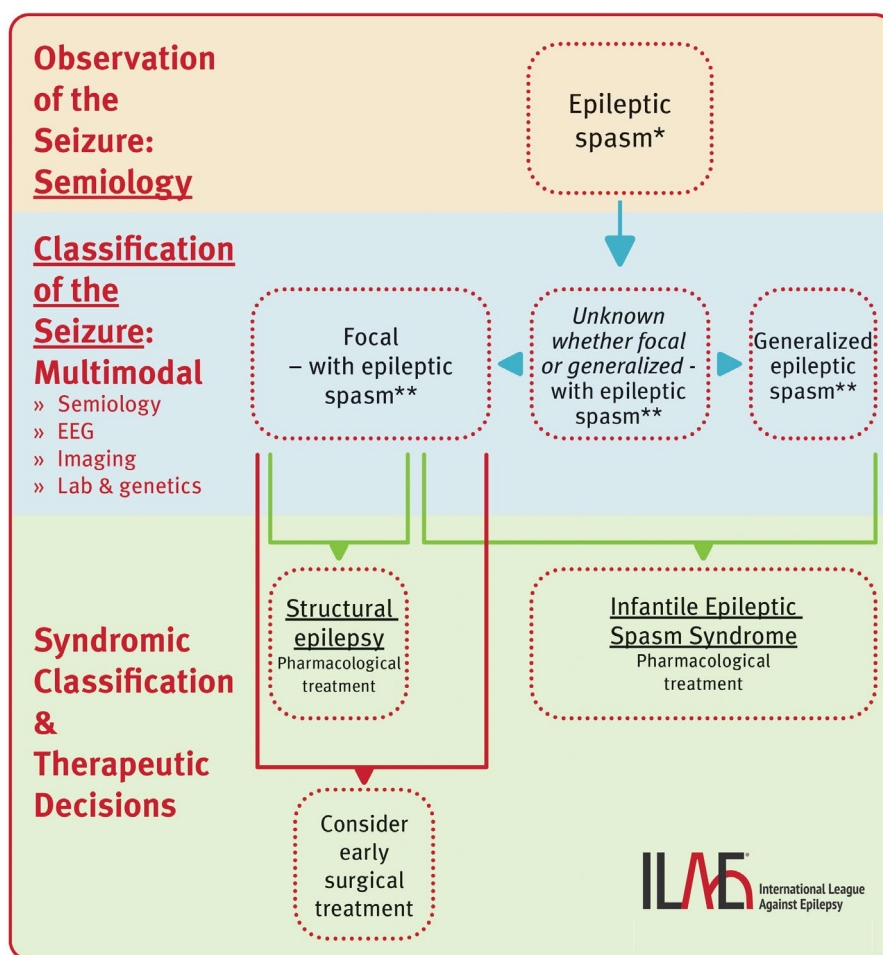 Observation
of the
Seizure:
Semiology
Epileptic
spasm*
Classification
of the
Seizure:
Multimodal
» Semiology
» EEG
» Imaging
» Lab & genetics
Focal
– with epileptic
spasm**
Unknown
whether focal
or generalized -
with epileptic
spasm**
Generalized
epileptic
spasm**
Syndromic
Classification
&
Therapeutic
Decisions
Structural
epilepsy
Pharmacological
treatment
Infantile Epileptic
Spasm Syndrome
Pharmacological
treatment
Consider
early
surgical
treatment
ILAE
International League
Against Epilepsy